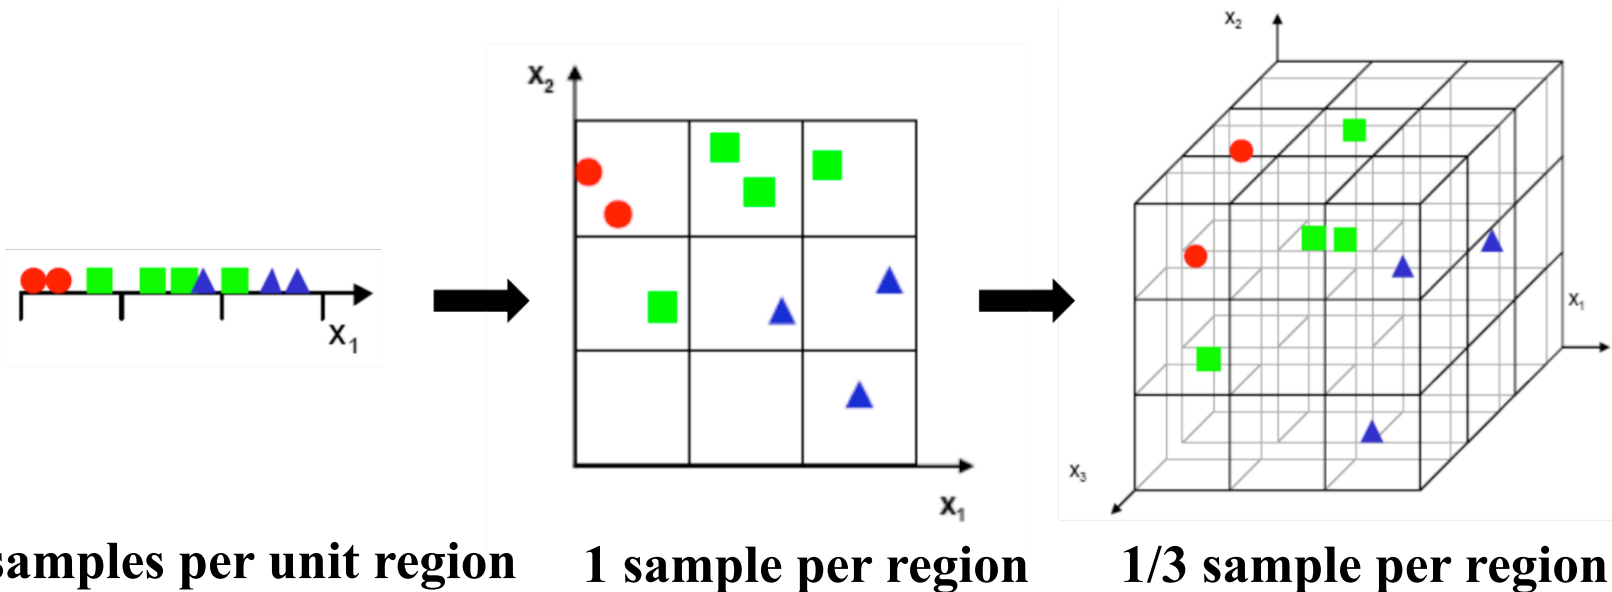 X₂
X₁
X₂
X₁
X₂
X₁
X₃
samples per unit region
1 sample per region
1/3 sample per region